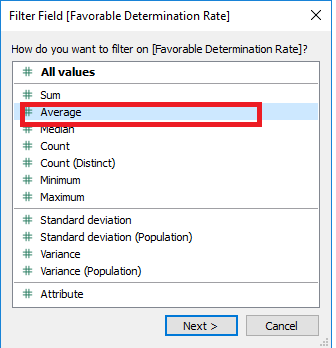 Filter Field [Favorable Determination Rate]
How do you want to filter on [Favorable Determination Rate]?
All values
Sum
Average
Median
Count
Count (Distinct)
Minimum
Maximum
Standard deviation
Standard deviation (Population)
Variance
Variance (Population)
Attribute
Next >
Cancel